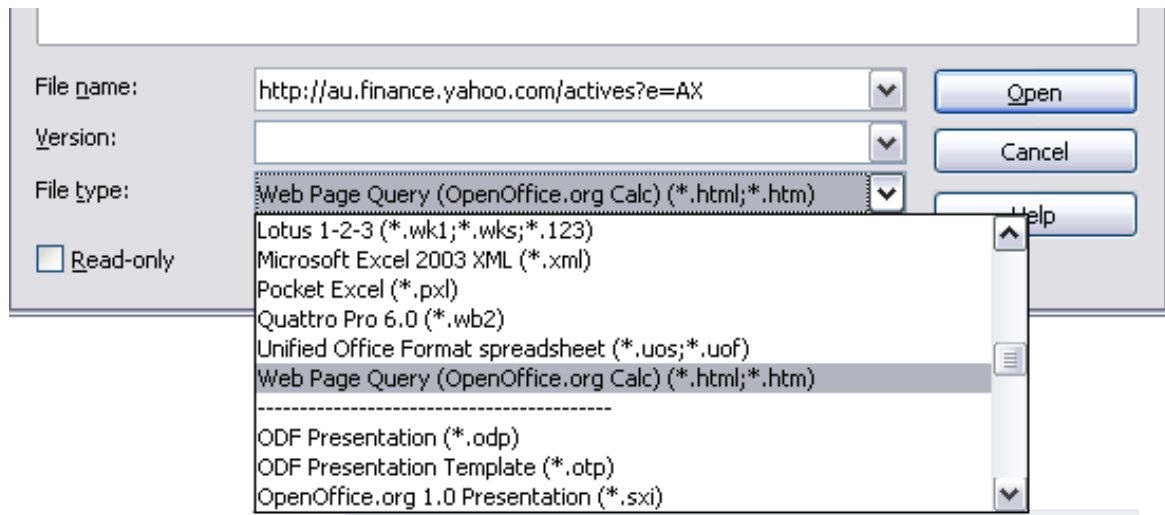 File name:
http://au.finance.yahoo.com/actives?e=AX
Open
Version:
Cancel
File type:
Web Page Query (OpenOffice.org Calc) (*.html;*.htm)
Help
Read-only
Lotus 1-2-3 (*.wk1;*.wks;*.123)
Microsoft Excel 2003 XML (*.xml)
Pocket Excel (*.pxl)
Quattro Pro 6.0 (*.wb2)
Unified Office Format spreadsheet (*.uos;*.uof)
Web Page Query (OpenOffice.org Calc) (*.html;*.htm)
------------------------------------------
ODF Presentation (*.odp)
ODF Presentation Template (*.otp)
OpenOffice.org 1.0 Presentation (*.sxi)